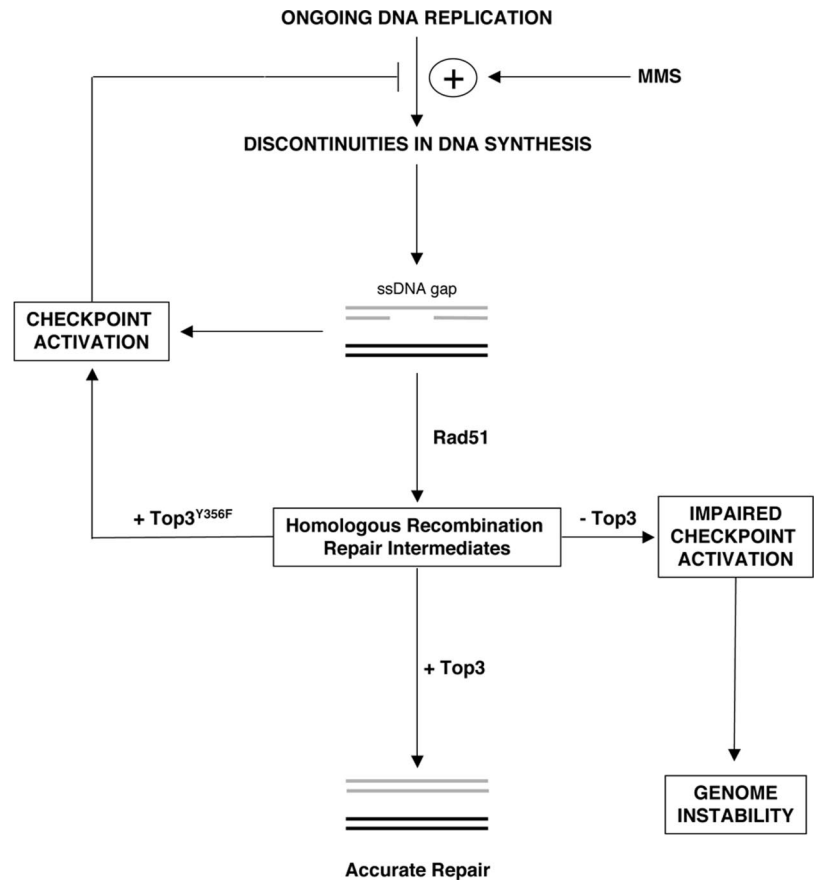 ONGOING DNA REPLICATION
+
MMS
DISCONTINUITIES IN DNA SYNTHESIS
ssDNA gap
CHECKPOINT
ACTIVATION
Rad51
+ Top3Y356F
Homologous Recombination
Repair Intermediates
- Top3
IMPAIRED
CHECKPOINT
ACTIVATION
+ Top3
GENOME
INSTABILITY
Accurate Repair